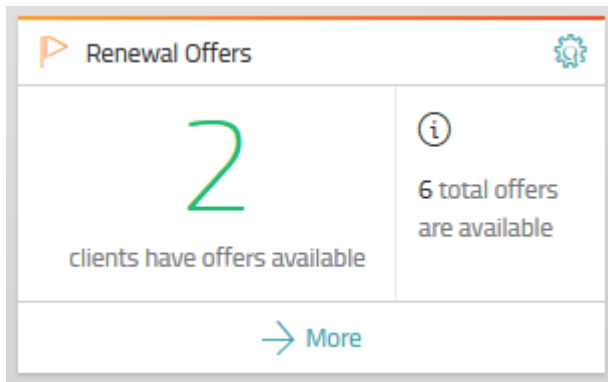 Renewal Offers
2
clients have offers available
6 total offers
are available
More